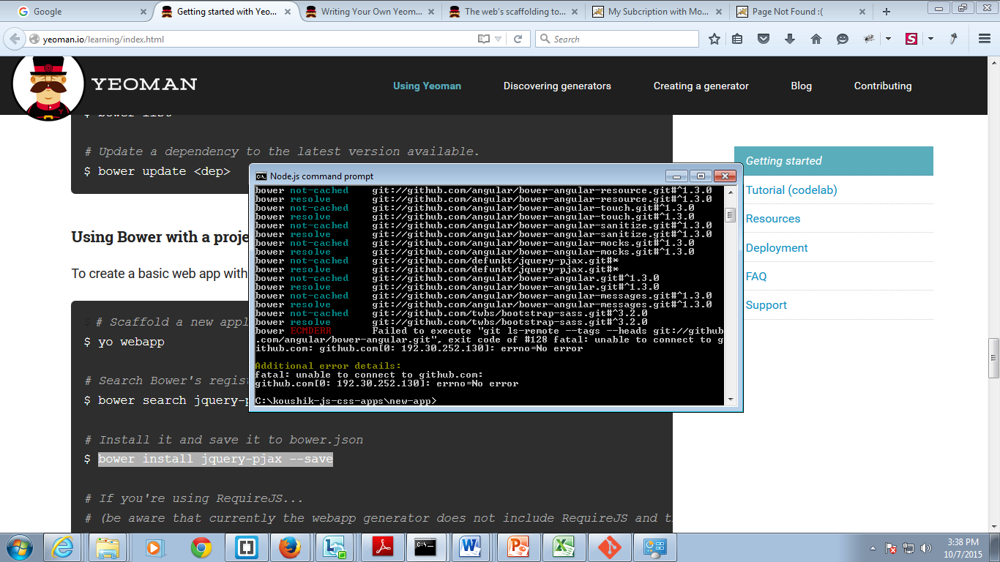 Google
Getting started with Yeo...
Writing Your Own Yeom...
The web's scaffolding to...
My Subcription with Mo...
Page Not Found :(
yeoman.io/learning/index.html
Search
YEOMAN
Using Yeoman
Discovering generators
Creating a generator
Blog
Contributing
$ bower list
# Update a dependency to the latest version available.
$ bower update <dep>
Using Bower with a proje
To create a basic web app with
$ # Scaffold a new appl
$ yo webapp
# Search Bower's regist
$ bower search jquery-p
# Install it and save it to bower.json
$ bower install jquery-pjax --save
# If you're using RequireJS...
# (be aware that currently the webapp generator does not include RequireJS and t
Getting started
Tutorial (codelab)
Resources
Deployment
FAQ
Support
Node.js command prompt
bower not-cached git://github.com/angular/bower-angular-resource.git#^1.3.0
bower resolve git://github.com/angular/bower-angular-resource.git#^1.3.0
bower not-cached git://github.com/angular/bower-angular-touch.git#^1.3.0
bower resolve git://github.com/angular/bower-angular-touch.git#^1.3.0
bower not-cached git://github.com/angular/bower-angular-sanitize.git#^1.3.0
bower resolve git://github.com/angular/bower-angular-sanitize.git#^1.3.0
bower not-cached git://github.com/angular/bower-angular-mocks.git#^1.3.0
bower resolve git://github.com/angular/bower-angular-mocks.git#^1.3.0
bower not-cached git://github.com/defunkt/jquery-pjax.git#*
bower resolve git://github.com/defunkt/jquery-pjax.git#*
bower not-cached git://github.com/angular/bower-angular.git#^1.3.0
bower resolve git://github.com/angular/bower-angular.git#^1.3.0
bower not-cached git://github.com/angular/bower-angular-messages.git#^1.3.0
bower resolve git://github.com/angular/bower-angular-messages.git#^1.3.0
bower not-cached git://github.com/twbs/bootstrap-sass.git#^3.2.0
bower resolve git://github.com/twbs/bootstrap-sass.git#^3.2.0
bower ECMDERR Failed to execute "git ls-remote --tags --heads git://github
.com/angular/bower-angular.git", exit code of #128 fatal: unable to connect to g
ithub.com: github.com[0: 192.30.252.130]: errno=No error
Additional error details:
fatal: unable to connect to github.com:
github.com[0: 192.30.252.130]: errno=No error
C:\koushik-js-css-apps\new-app>
3:38 PM
10/7/2015